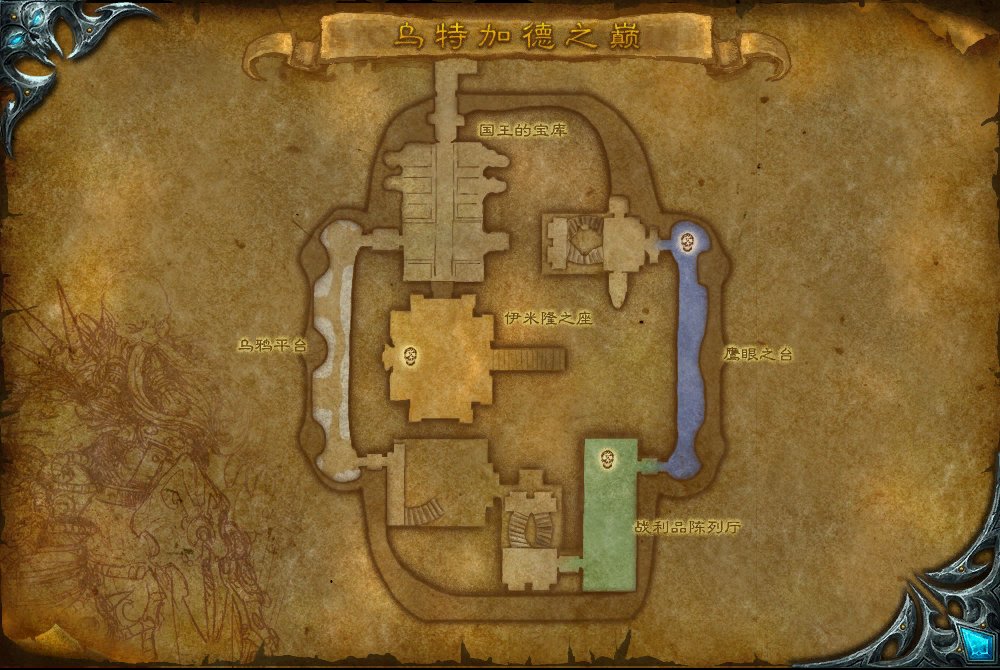 乌特加德之巅
国王的宝库
伊米隆之座
乌鸦平台
鹰眼之台
战利品陈列厅